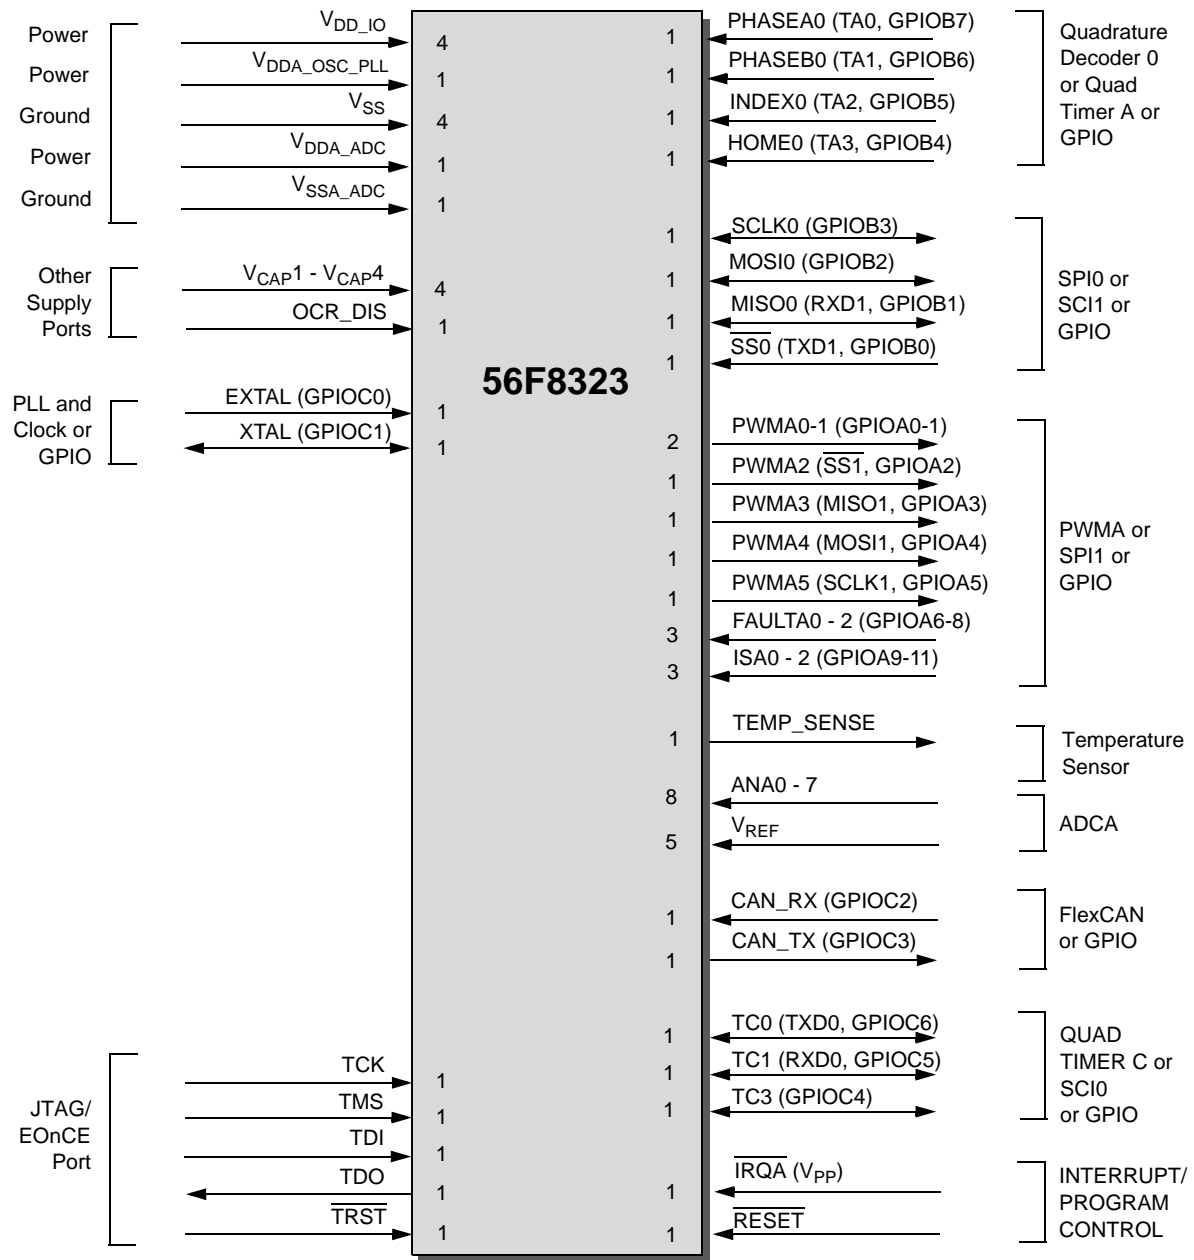 Power
V_DD_IO
4
Power
V_DDA_OSC_PLL
1
Ground
V_SS
4
Power
V_DDA_ADC
1
Ground
V_SSA_ADC
1
Other
Supply
Ports
V_CAP1 - V_CAP4
4
OCR_DIS
1
PLL and
Clock or
GPIO
EXTAL (GPIOC0)
1
XTAL (GPIOC1)
1
JTAG/
EOnCE
Port
TCK
1
TMS
1
TDI
1
TDO
1
TRST
1
56F8323
1
PHASEA0 (TA0, GPIOB7)
1
PHASEB0 (TA1, GPIOB6)
1
INDEX0 (TA2, GPIOB5)
1
HOME0 (TA3, GPIOB4)
Quadrature
Decoder 0
or Quad
Timer A or
GPIO
1
SCLK0 (GPIOB3)
1
MOSI0 (GPIOB2)
1
MISO0 (RXD1, GPIOB1)
1
SS0 (TXD1, GPIOB0)
SPI0 or
SCI1 or
GPIO
2
PWMA0-1 (GPIOA0-1)
1
PWMA2 (SS1, GPIOA2)
1
PWMA3 (MISO1, GPIOA3)
1
PWMA4 (MOSI1, GPIOA4)
1
PWMA5 (SCLK1, GPIOA5)
3
FAULTA0 - 2 (GPIOA6-8)
3
ISA0 - 2 (GPIOA9-11)
PWMA or
SPI1 or
GPIO
1
TEMP_SENSE
Temperature
Sensor
8
ANA0 - 7
5
V_REF
ADCA
1
CAN_RX (GPIOC2)
1
CAN_TX (GPIOC3)
FlexCAN
or GPIO
1
TC0 (TXD0, GPIOC6)
1
TC1 (RXD0, GPIOC5)
1
TC3 (GPIOC4)
QUAD
TIMER C or
SCI0
or GPIO
1
IRQA (V_PP)
1
RESET
INTERRUPT/
PROGRAM
CONTROL